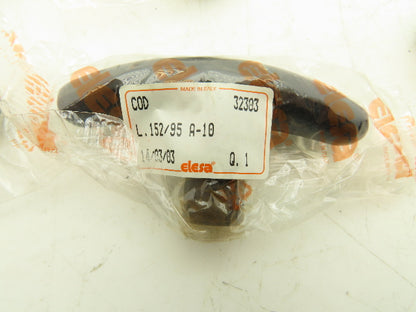 MADE IN ITALY
COD 32303
L.152/95 A-10
14/03/03 Q.1
elesa